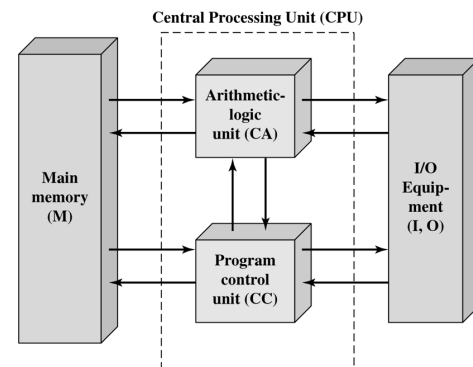 Central Processing Unit (CPU)
Arithmetic-
logic
unit (CA)
Main
memory
(M)
I/O
Equip-
ment
(I, O)
Program
control
unit (CC)